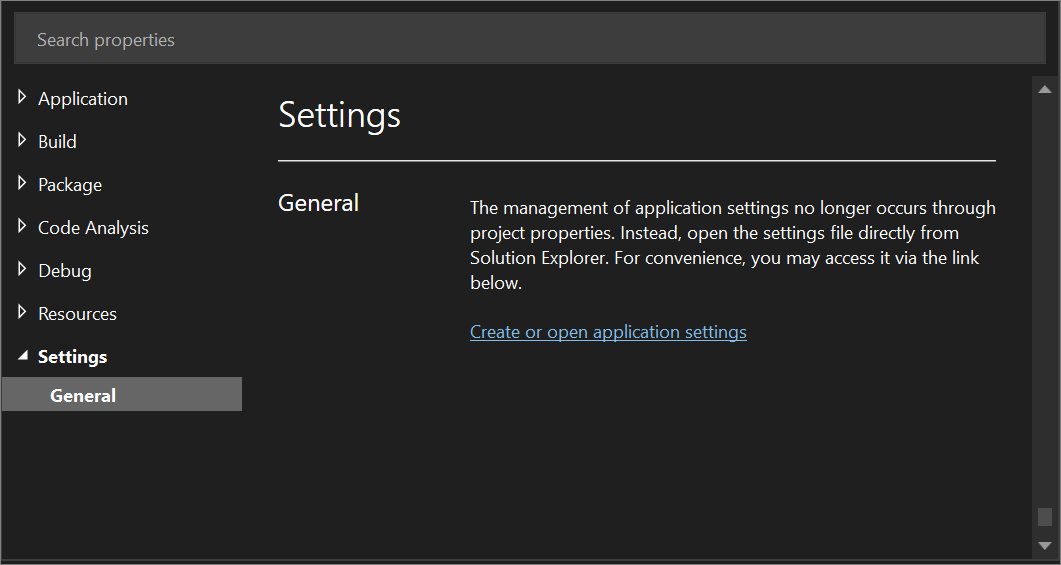 Search properties
Application
Build
Package
Code Analysis
Debug
Resources
Settings
General
Settings
General
The management of application settings no longer occurs through
project properties. Instead, open the settings file directly from
Solution Explorer. For convenience, you may access it via the link
below.
Create or open application settings